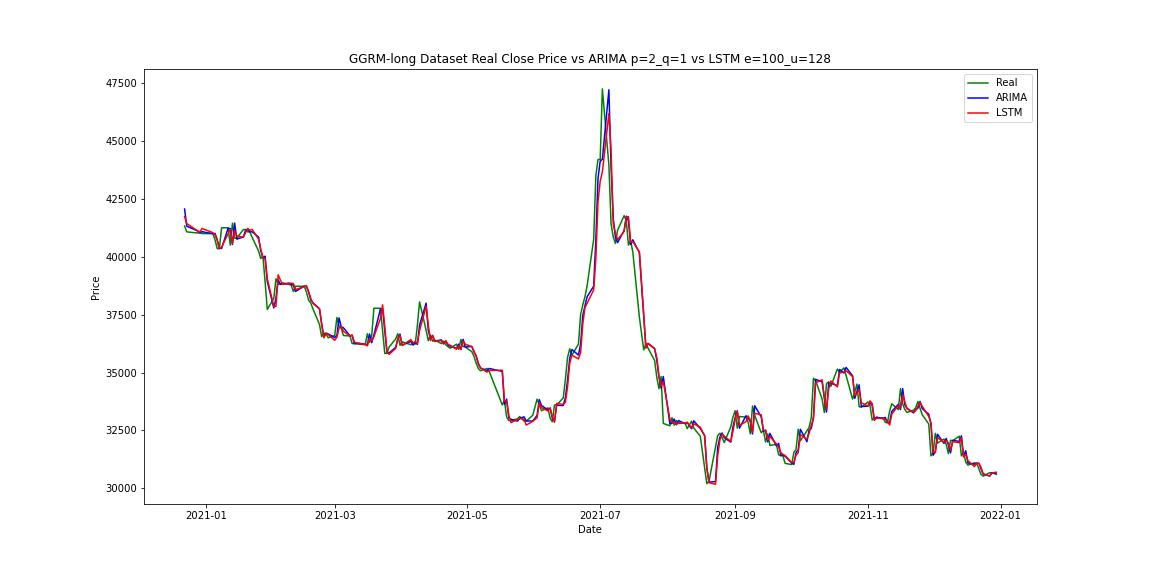 GGRM-long Dataset Real Close Price vs ARIMA p=2_q=1 vs LSTM e=100_u=128
Real
ARIMA
LSTM
47500
45000
42500
40000
37500
35000
32500
30000
Price
2021-01
2021-03
2021-05
2021-07
2021-09
2021-11
2022-01
Date